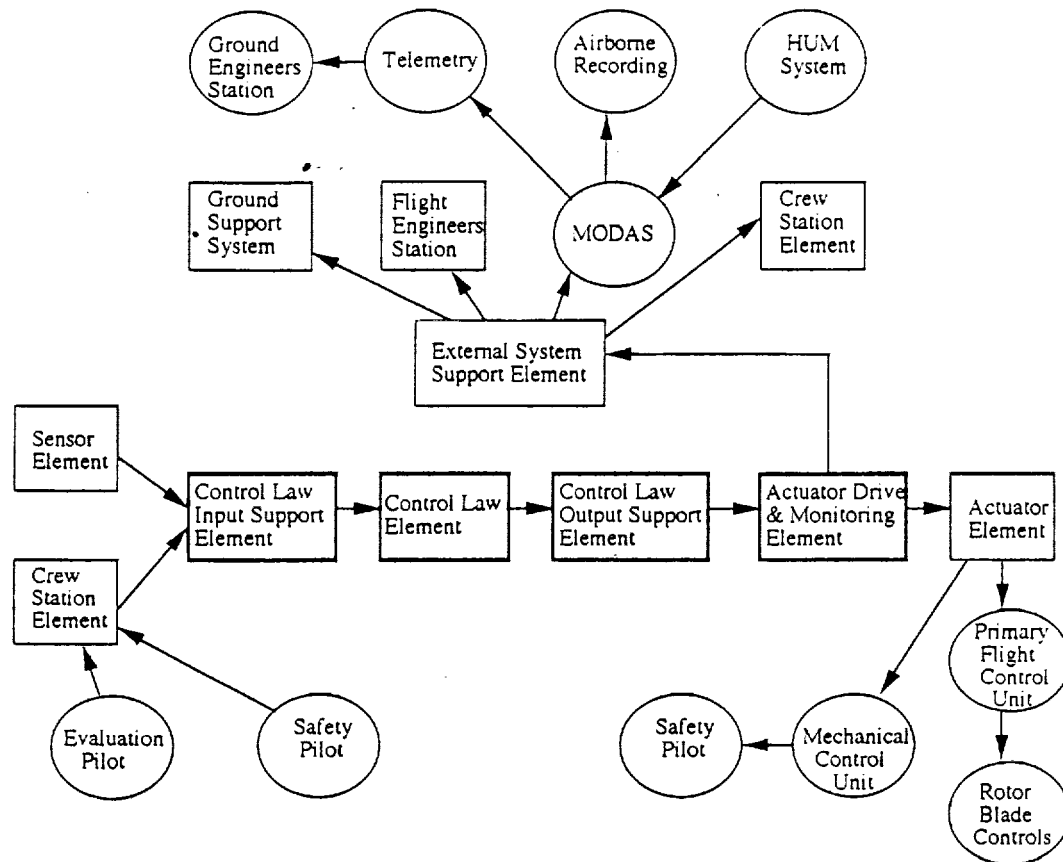 Ground
Engineers
Station
Telemetry
Airborne
Recording
HUM
System
Ground
Support
System
Flight
Engineers
Station
MODAS
Crew
Station
Element
External System
Support Element
Sensor
Element
Control Law
Input Support
Element
Control Law
Element
Control Law
Output Support
Element
Actuator Drive
& Monitoring
Element
Actuator
Element
Crew
Station
Element
Primary
Flight
Control
Unit
Evaluation
Pilot
Safety
Pilot
Safety
Pilot
Mechanical
Control
Unit
Rotor
Blade
Controls